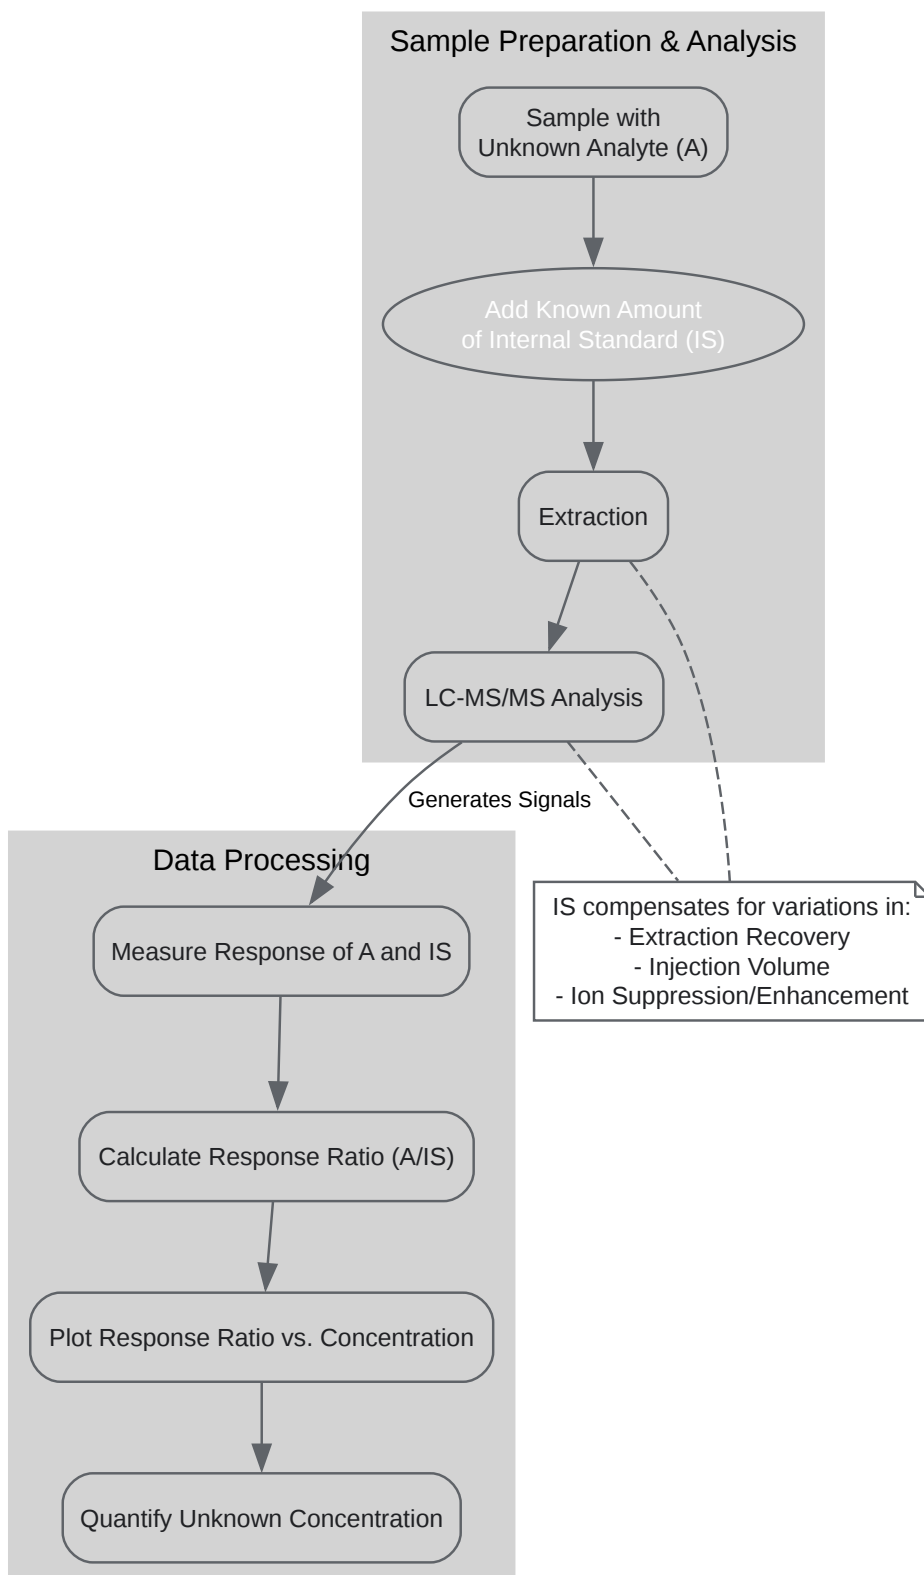 Sample Preparation & Analysis
Sample with
Unknown Analyte (A)
Add Known Amount
of Internal Standard (IS)
Extraction
LC-MS/MS Analysis
Generates Signals
Data Processing
Measure Response of A and IS
IS compensates for variations in:
- Extraction Recovery
- Injection Volume
- Ion Suppression/Enhancement
Calculate Response Ratio (A/IS)
Plot Response Ratio vs. Concentration
Quantify Unknown Concentration